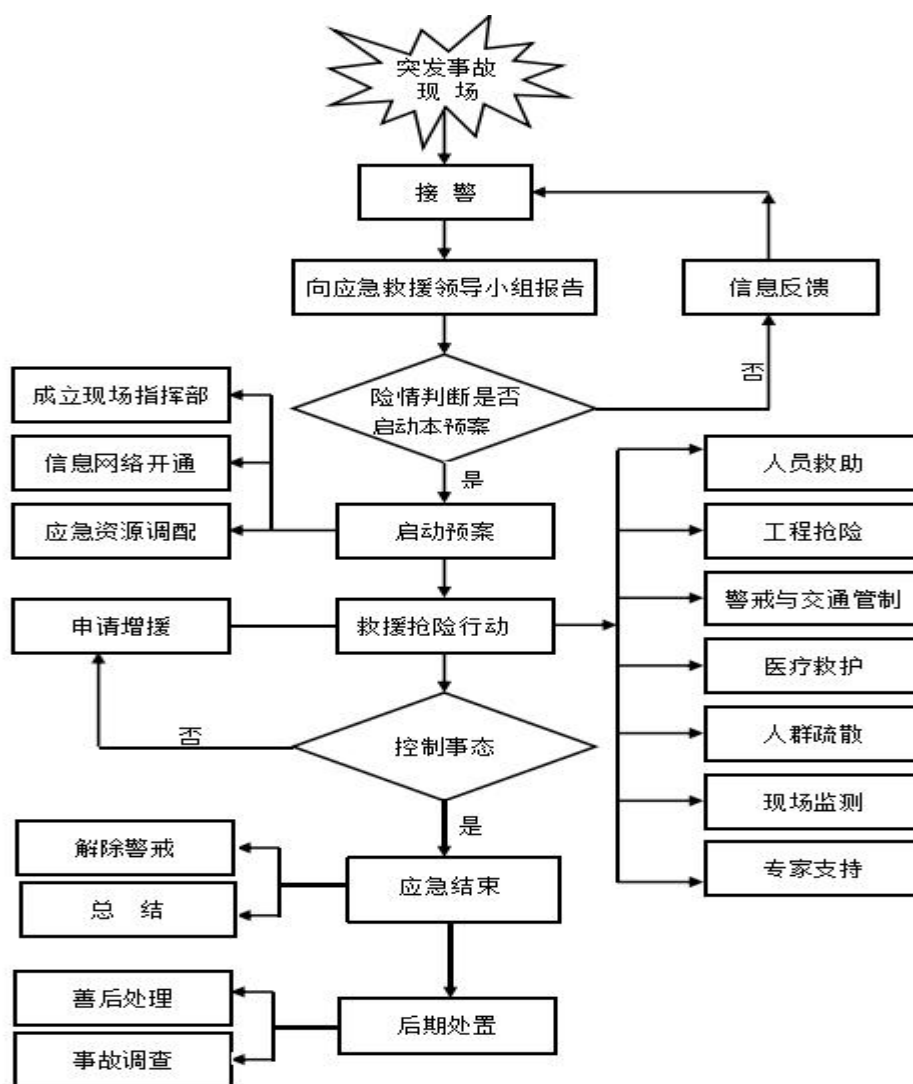 突发事故
现 场
接 警
向应急救援领导小组报告
信息反馈
险情判断是否
启动本预案
否
是
成立现场指挥部
信息网络开通
应急资源调配
启动预案
申请增援
救援抢险行动
人员救助
工程抢险
警戒与交通管制
医疗救护
人群疏散
现场监测
专家支持
控制事态
否
是
解除警戒
总 结
应急结束
善后处理
事故调查
后期处置